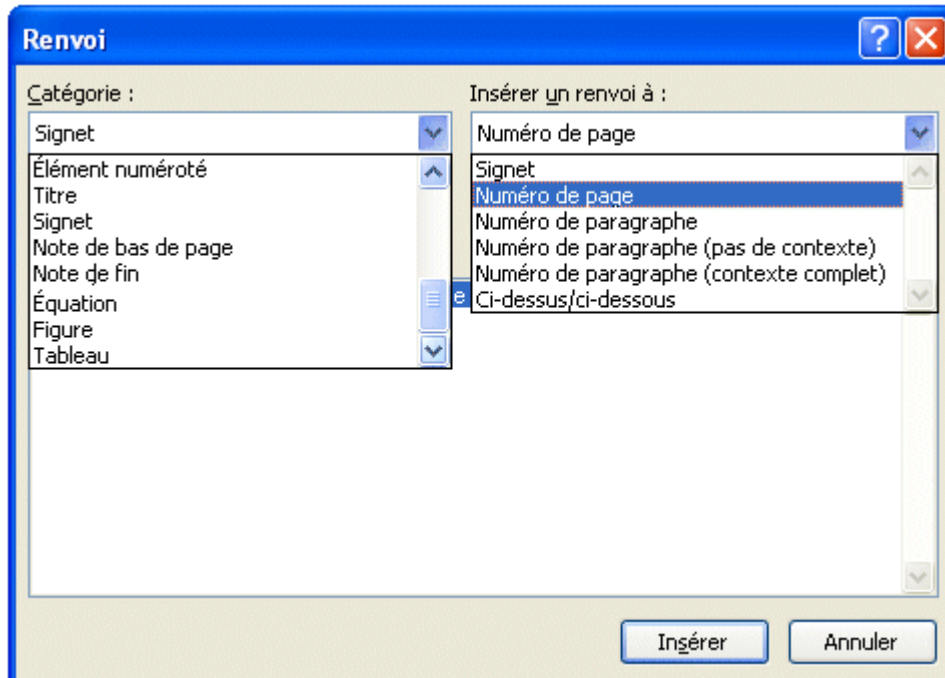 Renvoi
Catégorie :
Insérer un renvoi à :
Signet
Numéro de page
Élément numéroté
Titre
Signet
Note de bas de page
Note de fin
Équation
Figure
Tableau
Signet
Numéro de page
Numéro de paragraphe
Numéro de paragraphe (pas de contexte)
Numéro de paragraphe (contexte complet)
Ci-dessus/ci-dessous
e
Insérer
Annuler